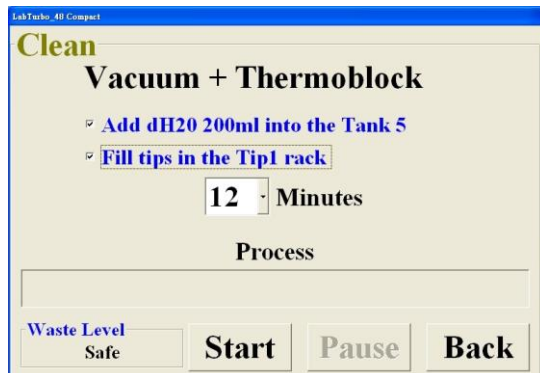 LabTurbo_48 Compact
Clean
Vacuum + Thermoblock
Add dH20 200ml into the Tank 5
Fill tips in the Tip1 rack
12 Minutes
Process
Waste Level
Safe
Start Pause Back